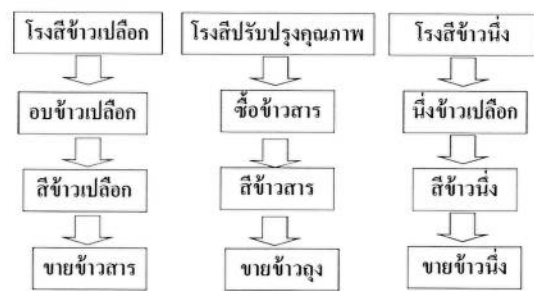 โรงสีข้าวเปลือก
โรงสีปรับปรุงคุณภาพ
โรงสีข้าวนึ่ง
อบข้าวเปลือก
ซื้อข้าวสาร
นึ่งข้าวเปลือก
สีข้าวเปลือก
สีข้าวสาร
สีข้าวนึ่ง
ขายข้าวสาร
ขายข้าวถุง
ขายข้าวนึ่ง